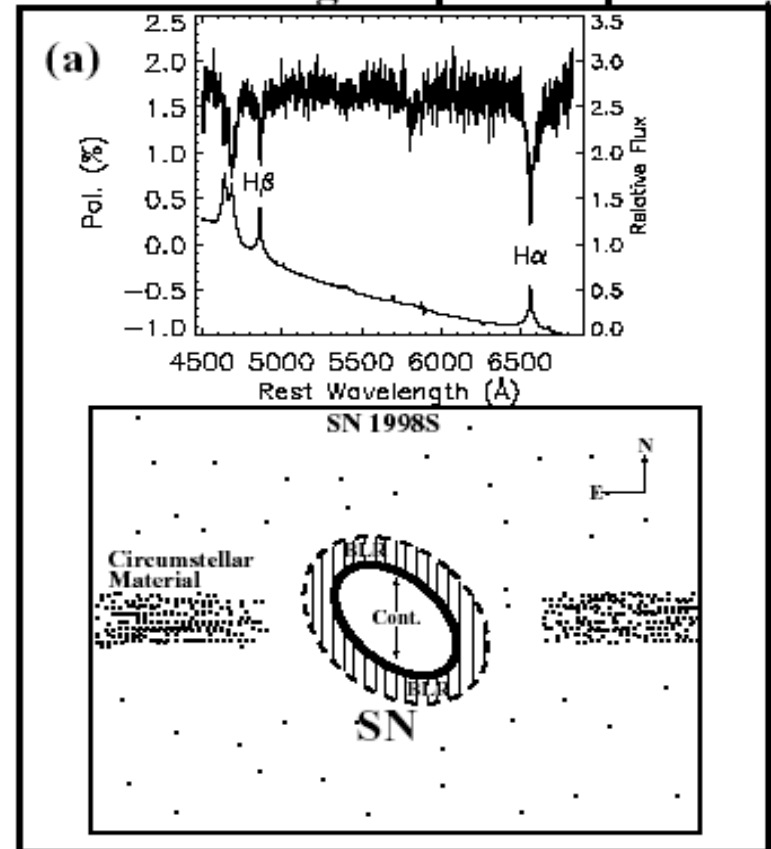 (a)
2.5
2.0
1.5
1.0
0.5
0.0
−0.5
−1.0
Pol. (%)
3.5
3.0
2.5
2.0
1.5
1.0
0.5
0.0
Relative Flux
Hβ
Hα
4500 5000 5500 6000 6500
Rest Wavelength (Å)
SN 1998S
N
E
Circumstellar
Material
BLR
Cont.
BLR
SN